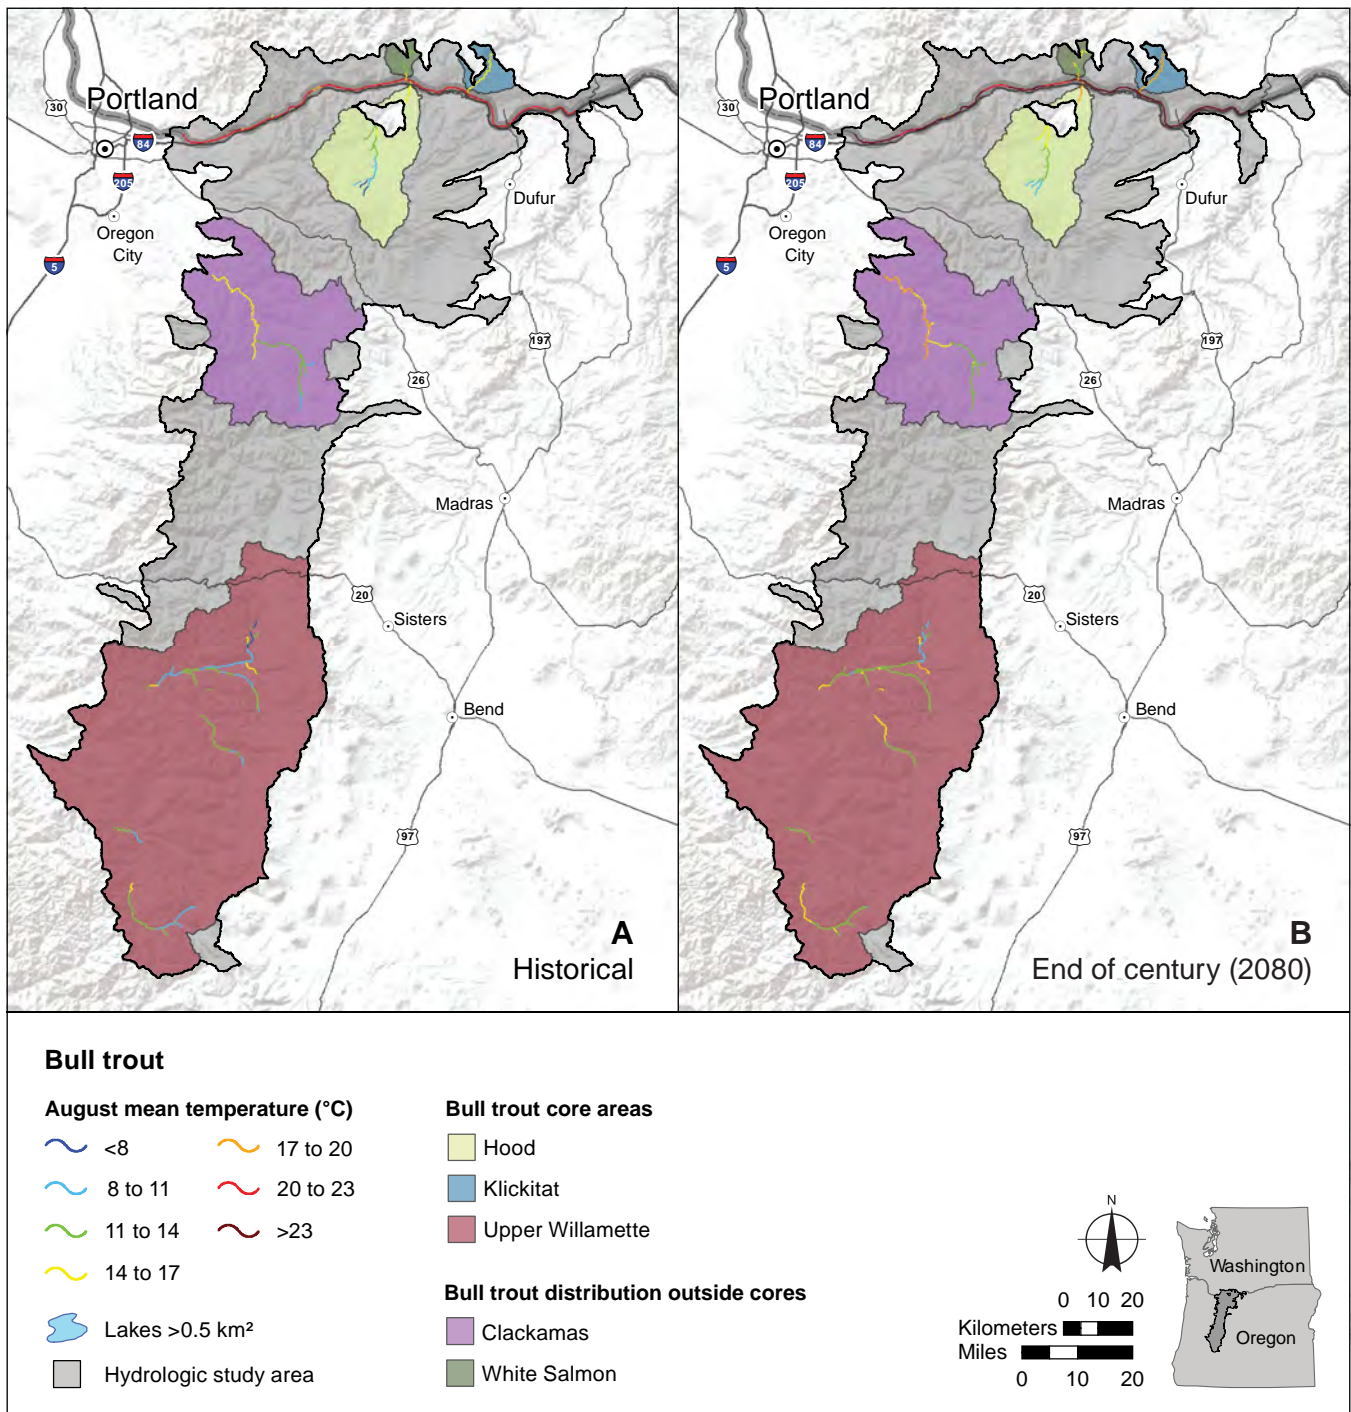 30
Portland
84
205
Oregon
City
5
Dufur
197
26
Madras
20
Sisters
Bend
97
A
Historical
30
Portland
84
205
Oregon
City
5
Dufur
197
26
Madras
20
Sisters
Bend
97
B
End of century (2080)
Bull trout
August mean temperature (°C)
<8
8 to 11
11 to 14
14 to 17
17 to 20
20 to 23
>23
Lakes >0.5 km²
Hydrologic study area
Bull trout core areas
Hood
Klickitat
Upper Willamette
Bull trout distribution outside cores
Clackamas
White Salmon
N
0 10 20
Kilometers
Miles
0 10 20
Washington
Oregon